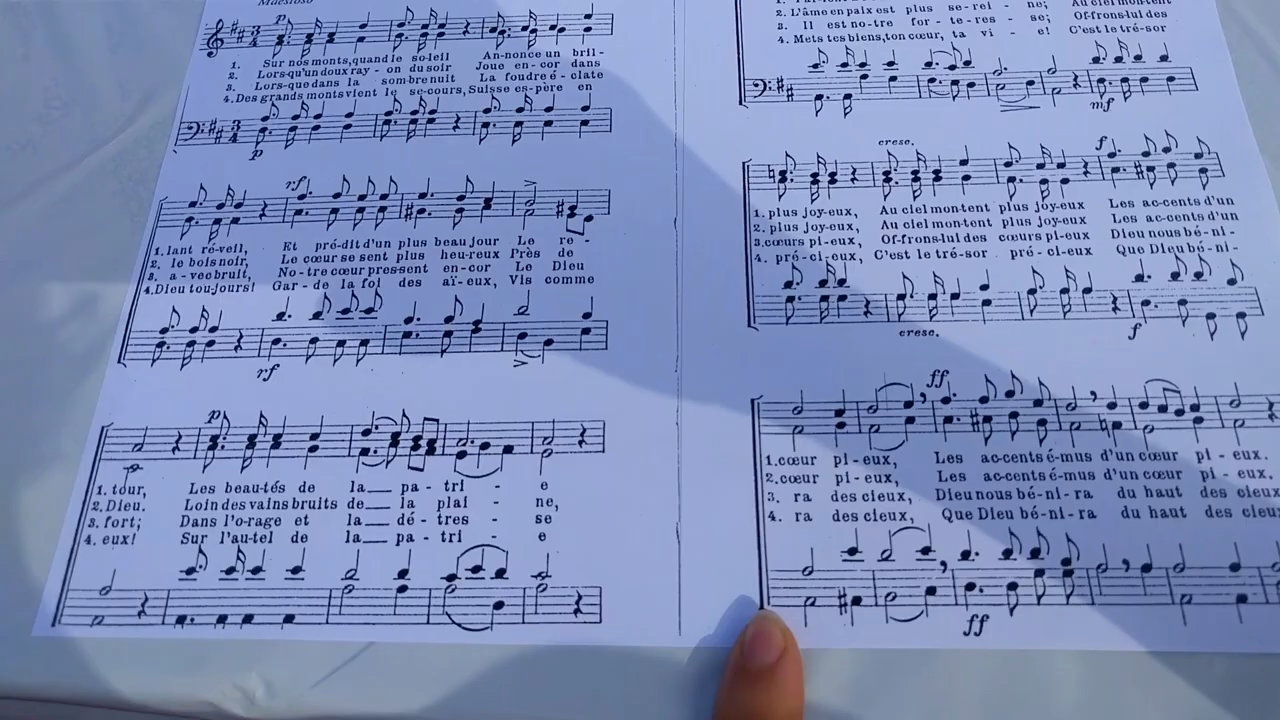 Maestoso
p
1. Sur nos monts, quand le so-leil An-nonce un bril-
2. Lors-qu'un doux ray - on du soir Joue en-cor dans
3. Lors-que dans la sombre nuit La foudre é - clate
4. Des grands monts vient le se-cours, Suisse es-père en
p
rf
1. lant ré-veil, Et pré-dit d'un plus beau jour Le re -
2. le bois noir, Le cœur se sent plus heu-reux Près de
3. a - vec bruit, No-tre cœur pressent en-cor Le Dieu
4. Dieu tou-jours! Gar-de la foi des aï-eux, Vis comme
rf
p
1. tour, Les beau-tés de la pa - tri - e
2. Dieu. Loin des vains bruits de la plai - ne,
3. fort; Dans l'o-rage et la dé - tres - se
4. eux! Sur l'au-tel de la pa - tri - e
2. L'âme en paix est plus se-rei - ne; Au ciel montent
3. Il est no-tre for - te-res - se; Of-frons-lui des
4. Mets tes biens, ton cœur, ta vi - e! C'est le tré-sor
mf
cresc.
f
1. plus joy-eux, Au ciel mon-tent plus joy-eux Les ac-cents d'un
2. plus joy-eux, Au ciel mon-tent plus joy-eux Les ac-cents d'un
3. cœurs pi-eux, Of-frons-lui des cœurs pi-eux Dieu nous bé-ni-
4. pré-ci-eux, C'est le tré-sor pré-ci-eux Que Dieu bé-ni-
cresc.
f
ff
1. cœur pi-eux, Les ac-cents é-mus d'un cœur pi - eux.
2. cœur pi-eux, Les ac-cents é-mus d'un cœur pi - eux.
3. ra des cieux, Dieu nous bé-ni-ra du haut des cieux
4. ra des cieux, Que Dieu bé-ni-ra du haut des cieux
ff